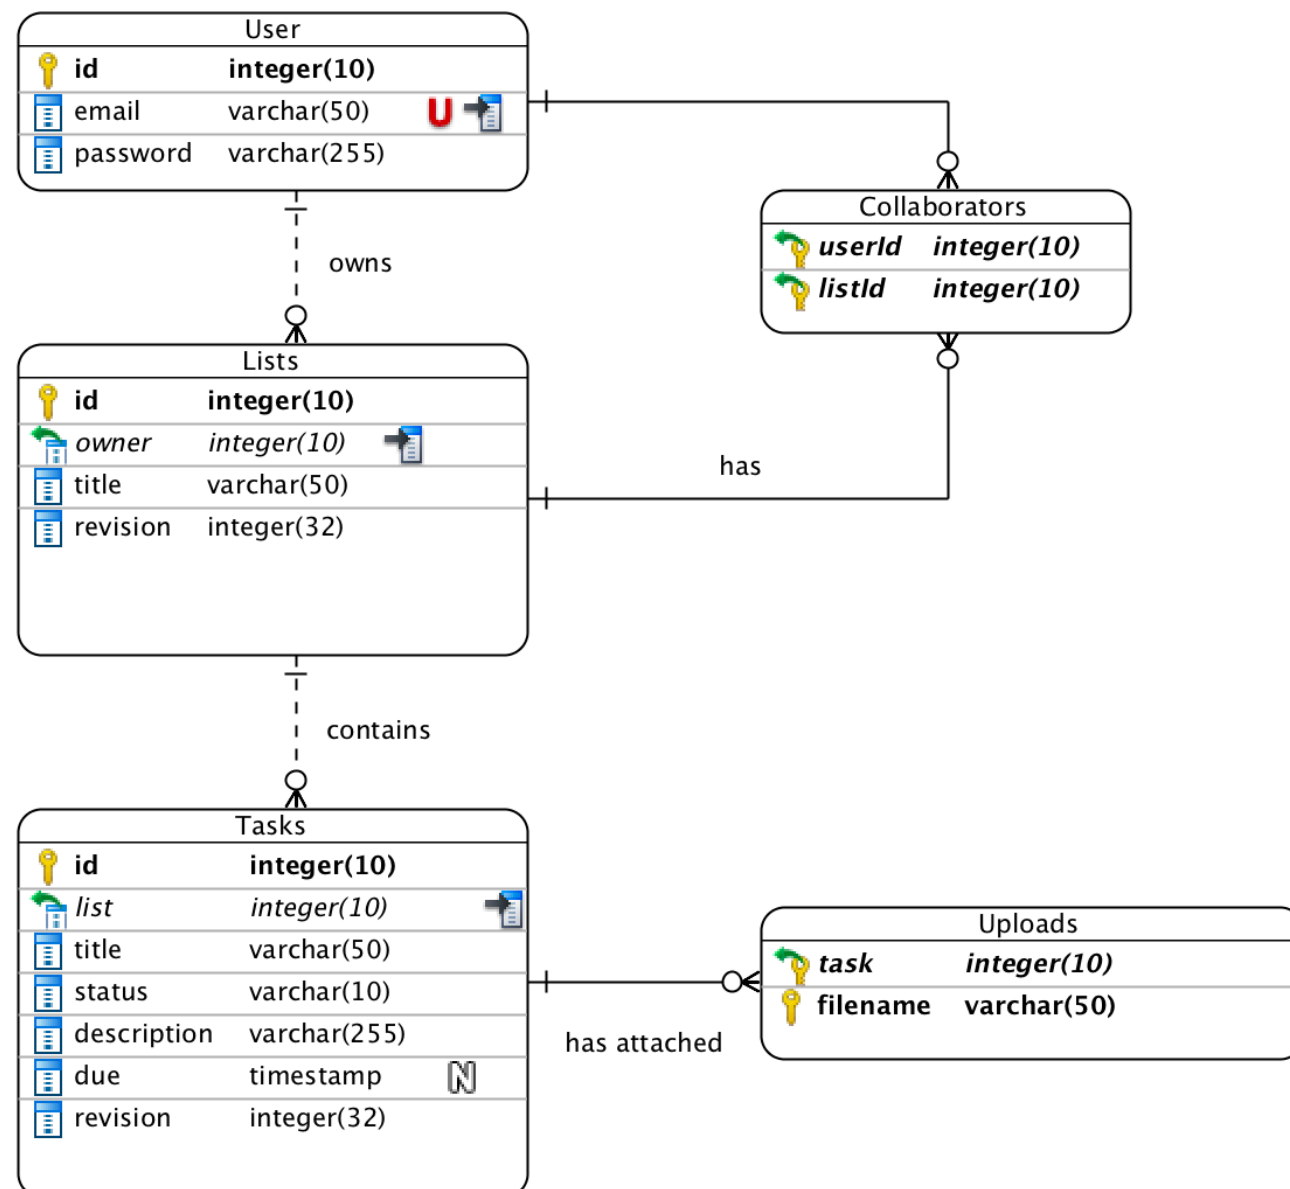 User
id integer(10)
email varchar(50) U
password varchar(255)
owns
Collaborators
userId integer(10)
listId integer(10)
Lists
id integer(10)
owner integer(10)
title varchar(50)
revision integer(32)
has
contains
Tasks
id integer(10)
list integer(10)
title varchar(50)
status varchar(10)
description varchar(255)
due timestamp N
revision integer(32)
has attached
Uploads
task integer(10)
filename varchar(50)